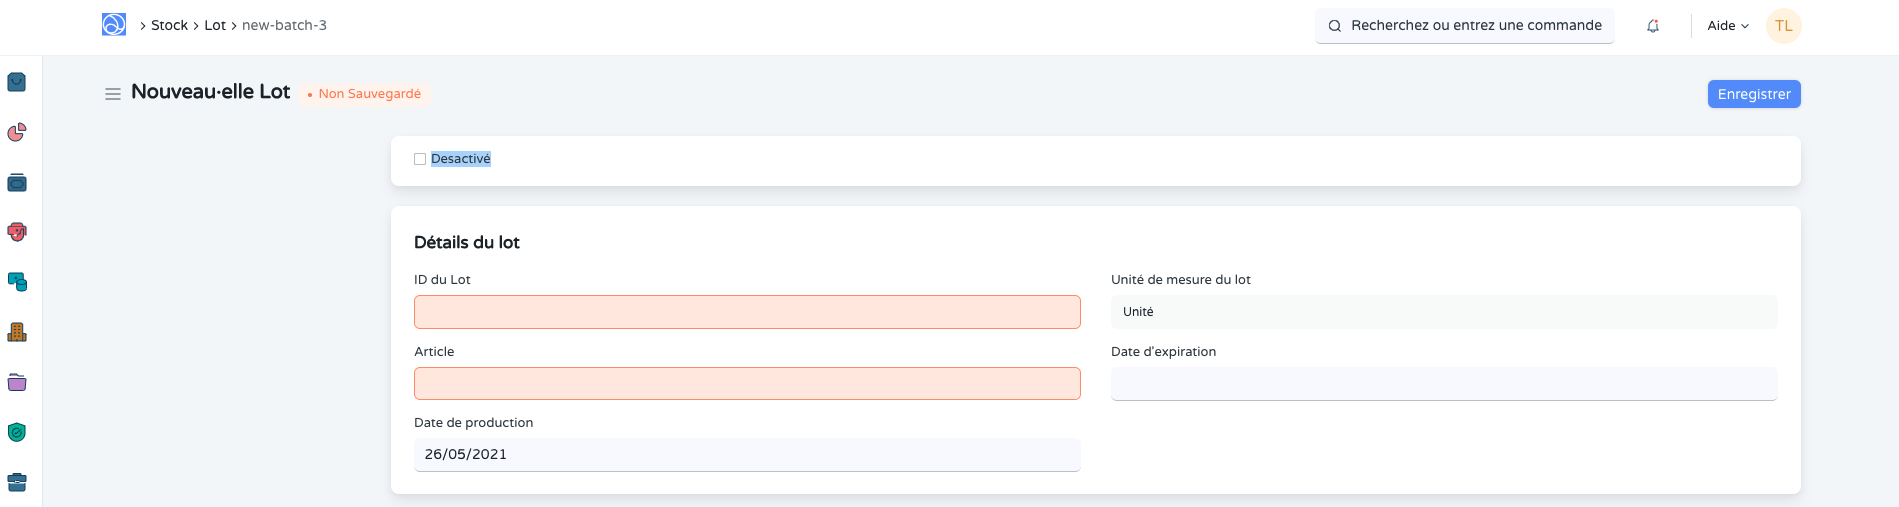 Stock Lot new-batch-3
Recherchez ou entrez une commande
Aide
TL
Nouveau·elle Lot
• Non Sauvegardé
Enregistrer
Desactivé
Détails du lot
ID du Lot
Unité de mesure du lot
Unité
Article
Date d'expiration
Date de production
26/05/2021